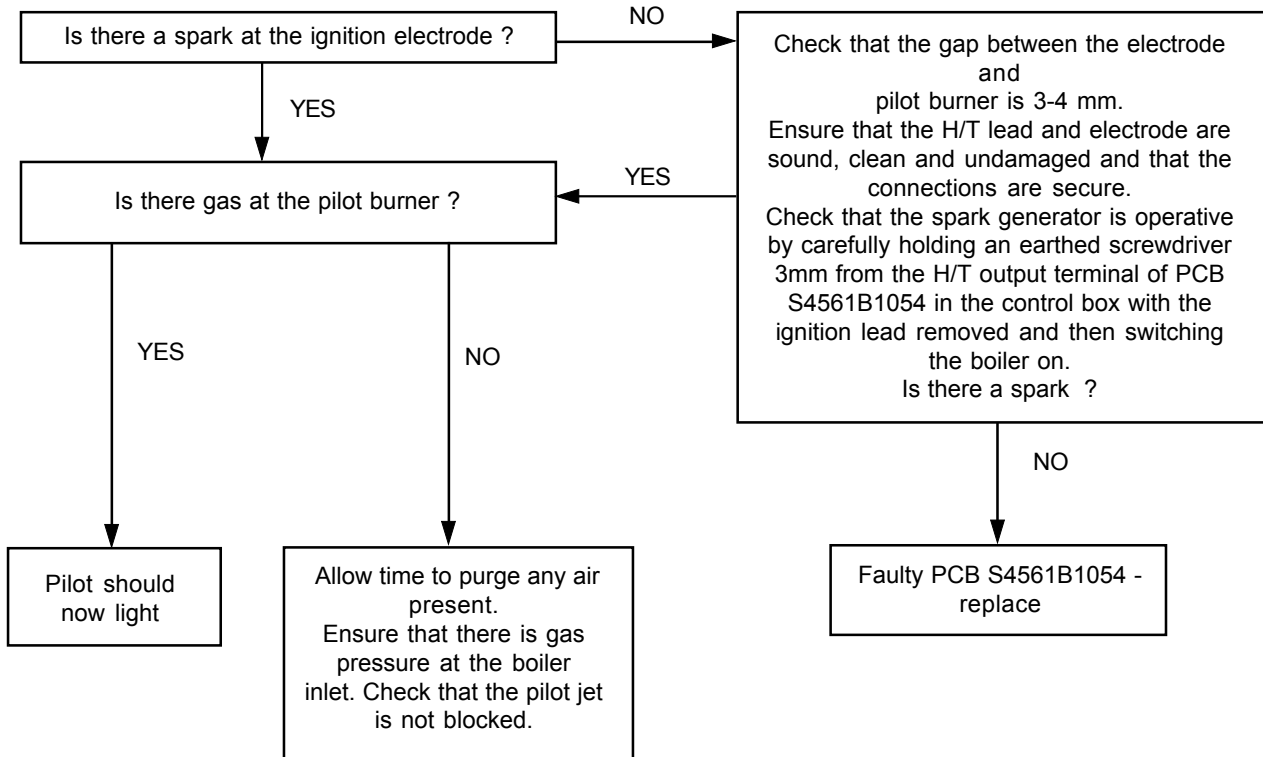 Is there a spark at the ignition electrode ?
NO
Check that the gap between the electrode
and
pilot burner is 3-4 mm.
Ensure that the H/T lead and electrode are
sound, clean and undamaged and that the
connections are secure.
Check that the spark generator is operative
by carefully holding an earthed screwdriver
3mm from the H/T output terminal of PCB
S4561B1054 in the control box with the
ignition lead removed and then switching
the boiler on.
Is there a spark ?
YES
YES
Is there gas at the pilot burner ?
YES
NO
NO
Pilot should
now light
Allow time to purge any air
present.
Ensure that there is gas
pressure at the boiler
inlet. Check that the pilot jet
is not blocked.
Faulty PCB S4561B1054 -
replace